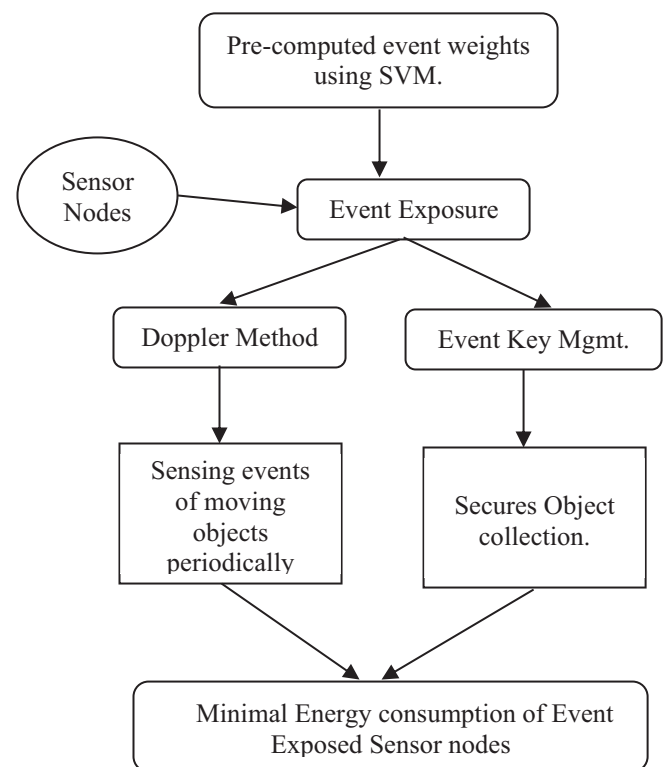 Pre-computed event weights
using SVM.
Sensor
Nodes
Event Exposure
Doppler Method
Event Key Mgmt.
Sensing events
of moving
objects
periodically
Secures Object
collection.
Minimal Energy consumption of Event
Exposed Sensor nodes